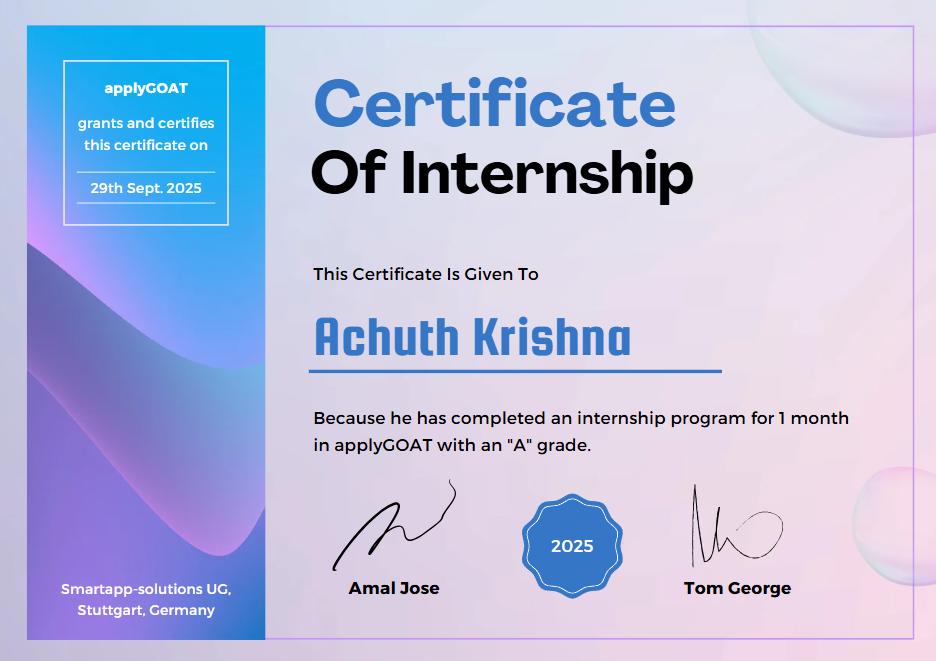 applyGOAT
grants and certifies
this certificate on
29th Sept. 2025
Smartapp-solutions UG,
Stuttgart, Germany
Certificate
Of Internship
This Certificate Is Given To
Achuth Krishna
Because he has completed an internship program for 1 month
in applyGOAT with an "A" grade.
2025
Amal Jose
Tom George